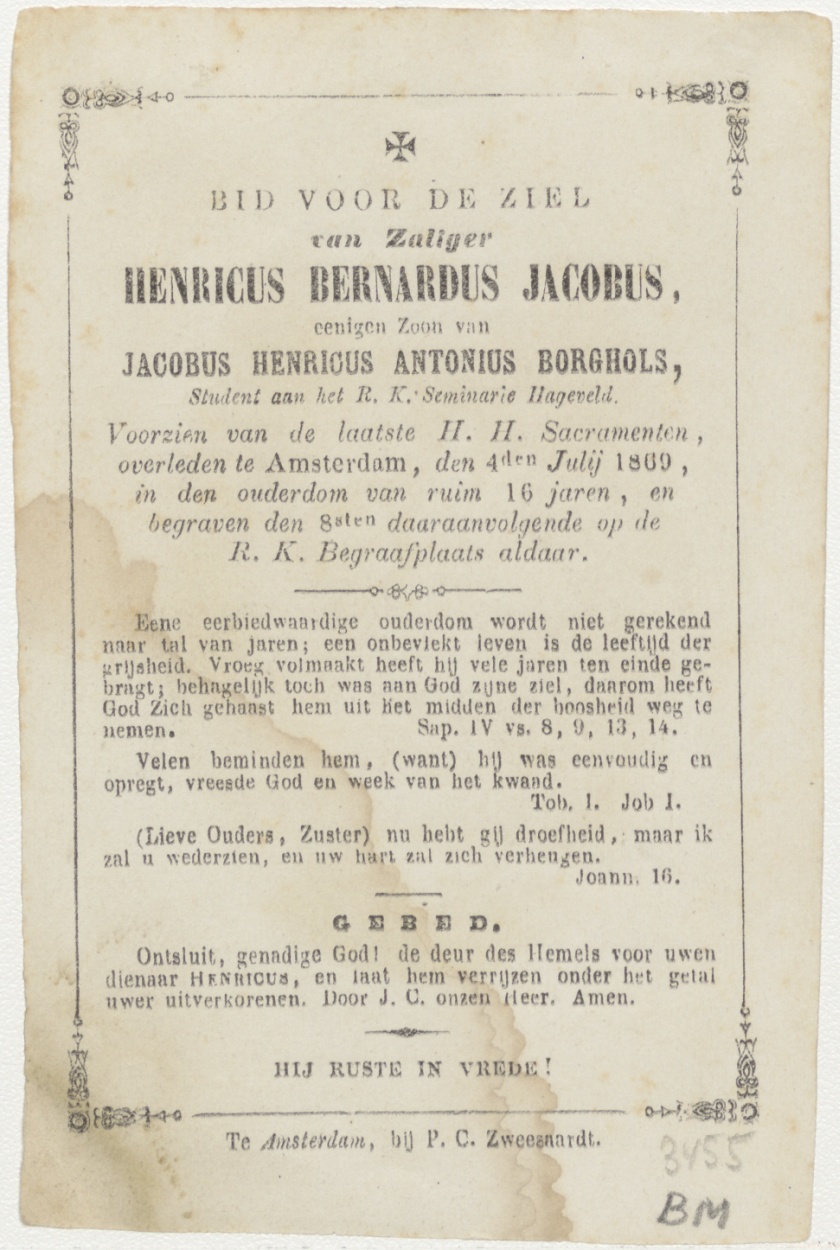 BID VOOR DE ZIEL
van Zaliger
HENRICUS BERNARDUS JACOBUS,
eenigen Zoon van
JACOBUS HENRICUS ANTONIUS BORGHOLS,
Student aan het R. K. Seminarie Hageveld.
Voorzien van de laatste H. H. Sacramenten,
overleden te Amsterdam, den 4den Julij 1869,
in den ouderdom van ruim 16 jaren, en
begraven den 8sten daaraanvolgende op de
R. K. Begraafplaats aldaar.
Eene eerbiedwaardige ouderdom wordt niet gerekend
naar tal van jaren; een onbevlekt leven is de leeftijd der
grijsheid. Vroeg volmaakt heeft hij vele jaren ten einde ge-
bragt; behagelijk toch was aan God zijne ziel, daarom heeft
God Zich gehaast hem uit het midden der boosheid weg te
nemen. Sap. IV vs. 8, 9, 13, 14.
Velen beminden hem, (want) hij was eenvoudig en
opregt, vreesde God en week van het kwaad.
Tob. I. Job I.
(Lieve Ouders, Zuster) nu hebt gij droefheid, maar ik
zal u wederzien, en uw hart zal zich verheugen.
Joann. 16.
GEBED.
Ontsluit, genadige God! de deur des Hemels voor uwen
dienaar HENRICUS, en laat hem verrijzen onder het getal
uwer uitverkorenen. Door J. C. onzen Heer. Amen.
HIJ RUSTE IN VREDE!
Te Amsterdam, bij P. C. Zweesaardt.
3455
BM